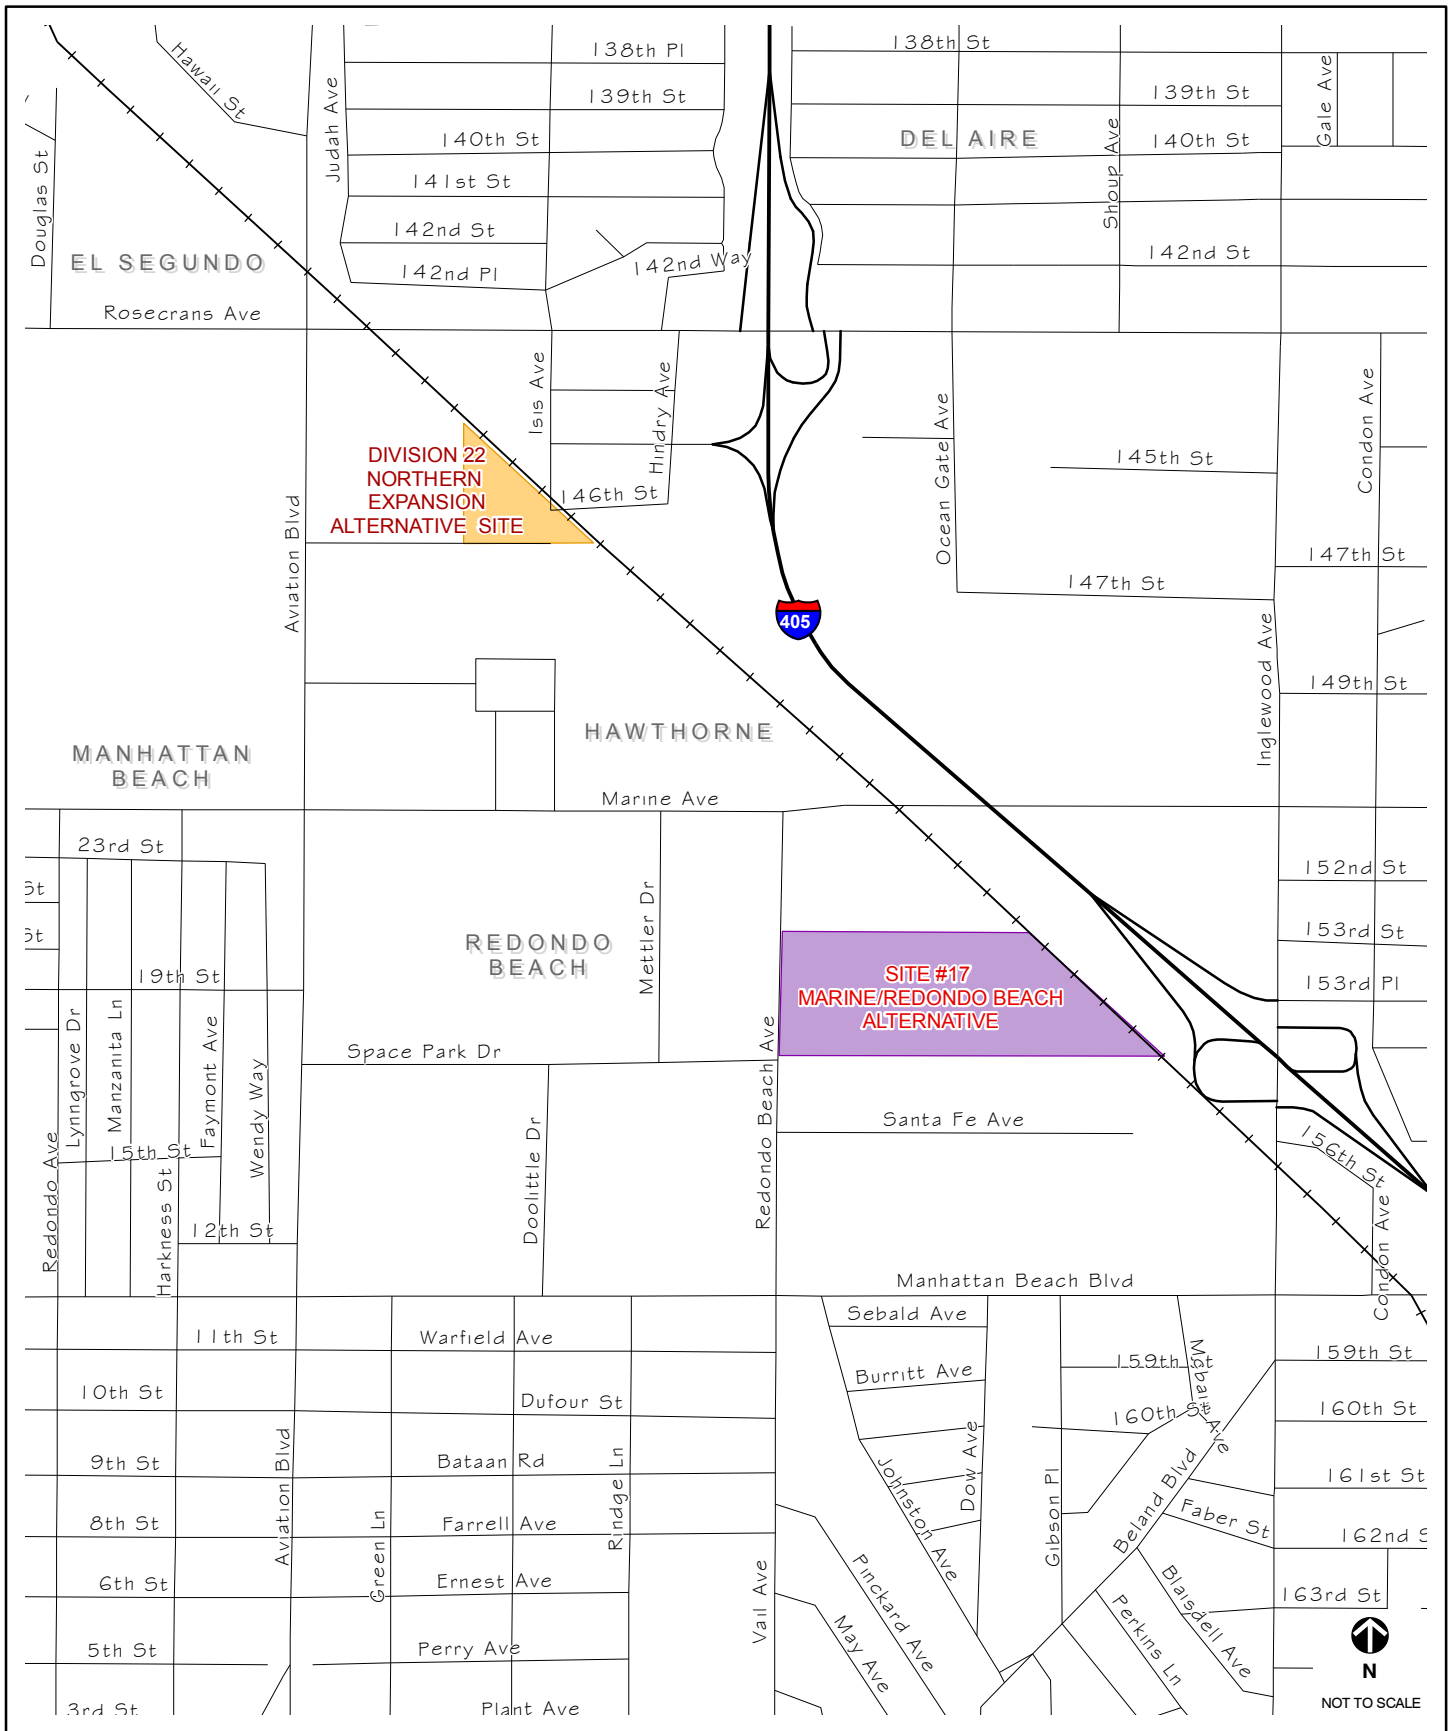 138th Pl
138th St
Hawaii St
139th St
139th St
Gale Ave
Judah Ave
140th St
DEL AIRE
140th St
Shoup Ave
141st St
Douglas St
142nd St
142nd Way
142nd St
EL SEGUNDO
142nd Pl
Rosecrans Ave
Isis Ave
Hindry Ave
Ocean Gate Ave
Condon Ave
DIVISION 22
NORTHERN
EXPANSION
ALTERNATIVE SITE
145th St
146th St
Aviation Blvd
147th St
147th St
405
Inglewood Ave
149th St
HAWTHORNE
MANHATTAN
BEACH
Marine Ave
23rd St
152nd St
St
St
Mettler Dr
REDONDO
BEACH
153rd St
19th St
SITE #17
MARINE/REDONDO BEACH
ALTERNATIVE
153rd Pl
Lynngrove Dr
Manzanita Ln
Faymont Ave
Wendy Way
Space Park Dr
Redondo Beach Ave
Santa Fe Ave
Doolittle Dr
15th St
Redondo Ave
Harkness St
156th St
12th St
Condon Ave
Manhattan Beach Blvd
Sebald Ave
11th St
Warfield Ave
159th St
Mcbain Ave
159th St
Burritt Ave
10th St
Dufour St
160th St
160th St
Aviation Blvd
9th St
Bataan Rd
Rindge Ln
Johnston Ave
Dow Ave
Gibson Pl
Beland Blvd
161st St
8th St
Farrell Ave
Faber St
162nd S
Green Ln
6th St
Ernest Ave
Vail Ave
Pinckard Ave
Blaisdell Ave
163rd St
5th St
Perry Ave
May Ave
Perkins Ln
N
3rd St
Plant Ave
NOT TO SCALE